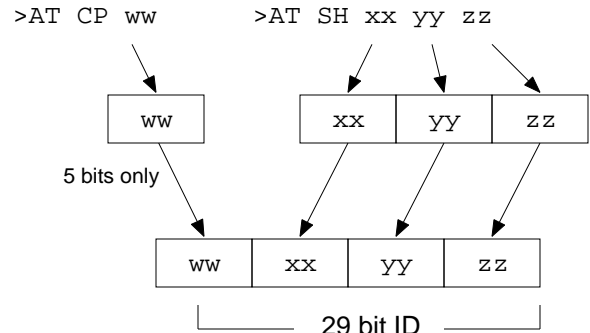 >AT CP ww >AT SH xx yy zz
ww xx yy zz
5 bits only
ww xx yy zz
29 bit ID